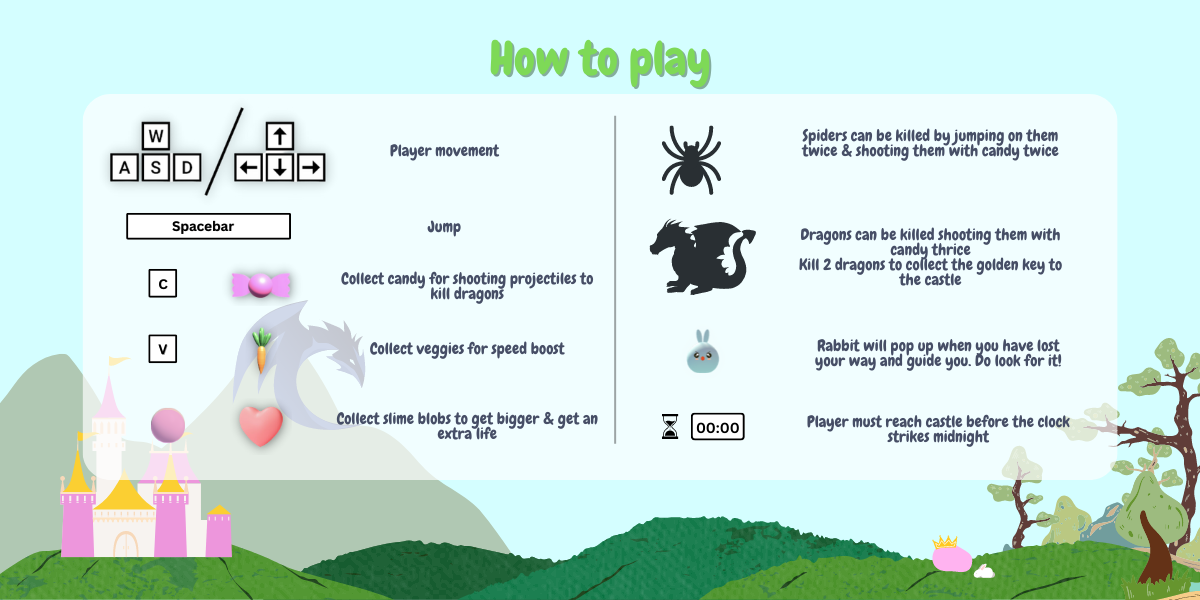 How to play
W
A S D
↑
← ↓ →
Player movement
Spacebar
Jump
C
Collect candy for shooting projectiles to
kill dragons
V
Collect veggies for speed boost
Collect slime blobs to get bigger & get an
extra life
Spiders can be killed by jumping on them
twice & shooting them with candy twice
Dragons can be killed shooting them with
candy thrice
Kill 2 dragons to collect the golden key to
the castle
Rabbit will pop up when you have lost
your way and guide you. Do look for it!
00:00
Player must reach castle before the clock
strikes midnight